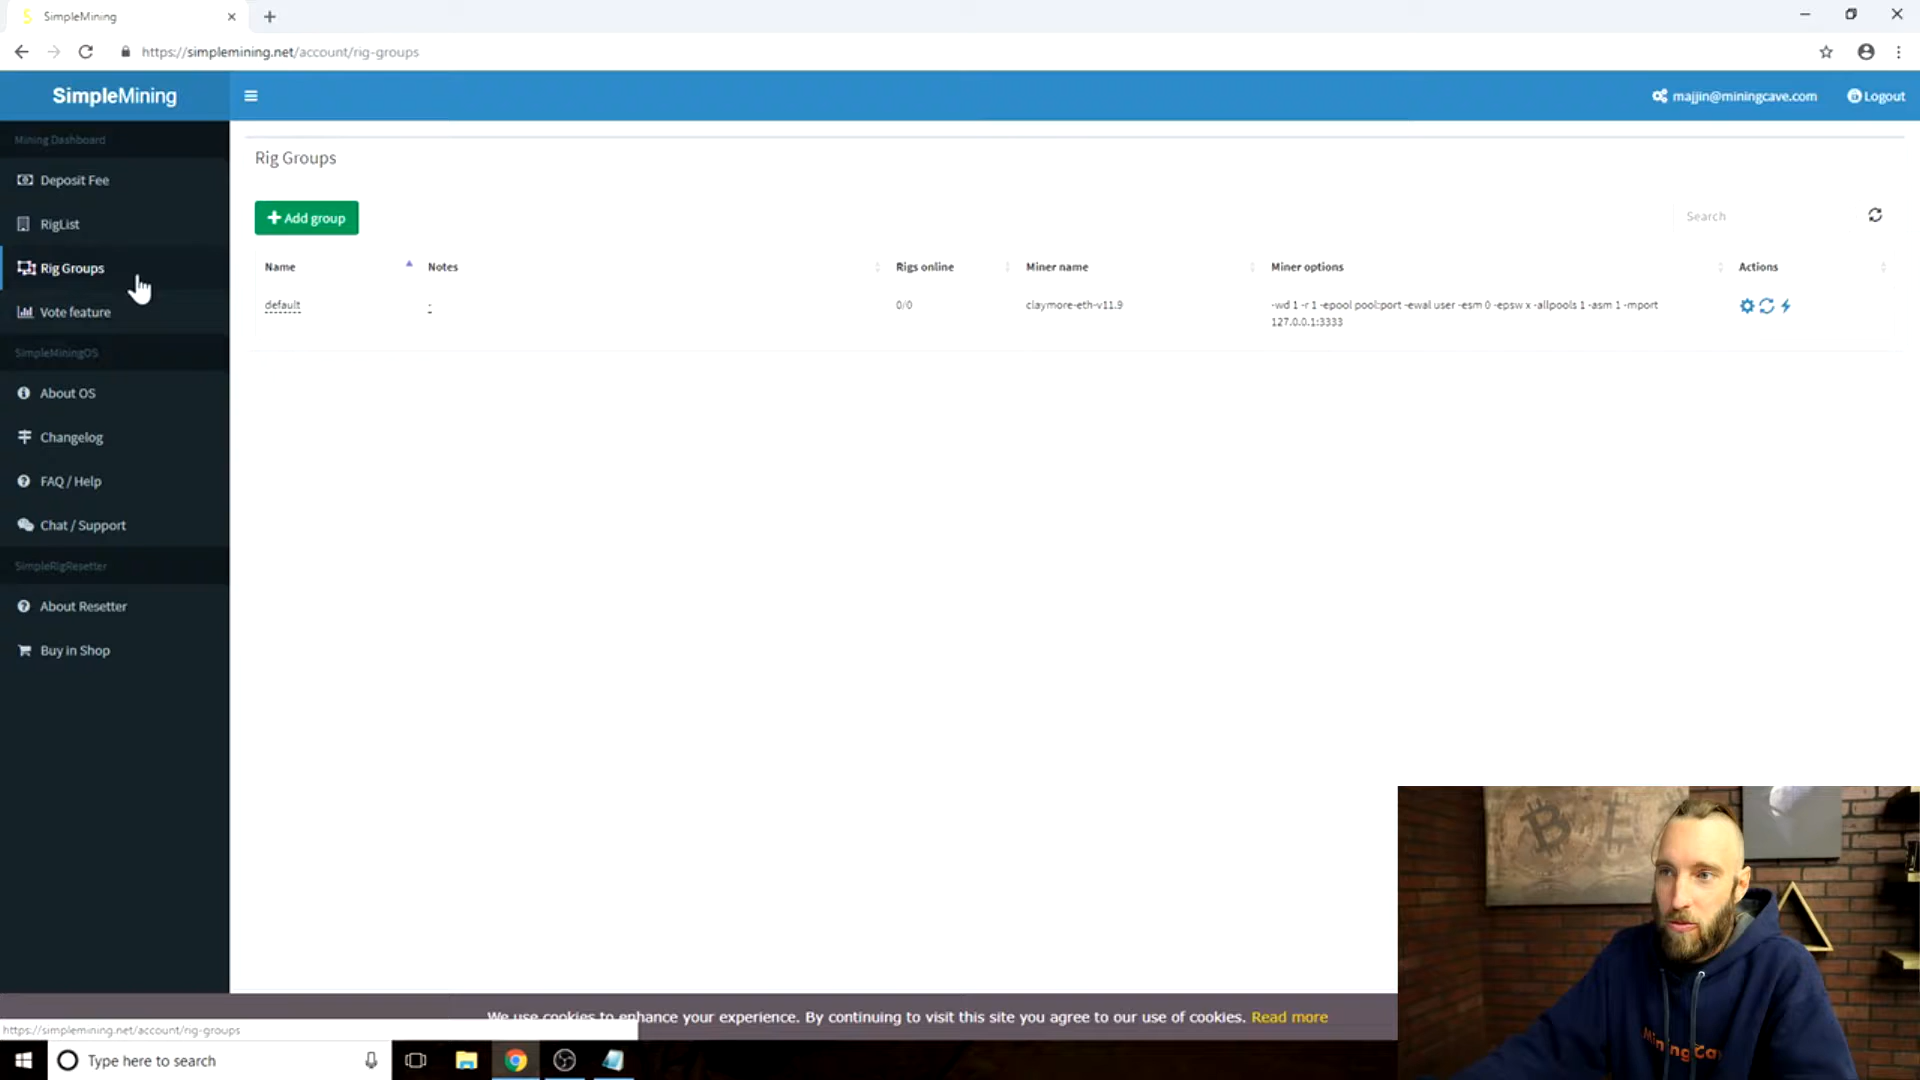 SimpleMining
https://simplemining.net/account/rig-groups
SimpleMining
majjin@miningcave.com
Logout
Mining Dashboard
Deposit Fee
RigList
Rig Groups
Vote feature
SimpleMiningOS
About OS
Changelog
FAQ / Help
Chat / Support
SimpleRigResetter
About Resetter
Buy in Shop
Rig Groups
Add group
Search
Name Notes Rigs online Miner name Miner options Actions
default - 0/0 claymore-eth-v11.9 -wd 1 -r 1 -epool pool:port -ewal user -esm 0 -epsw x -allpools 1 -asm 1 -mport
127.0.0.1:3333
We use cookies to enhance your experience. By continuing to visit this site you agree to our use of cookies. Read more
https://simplemining.net/account/rig-groups
Type here to search